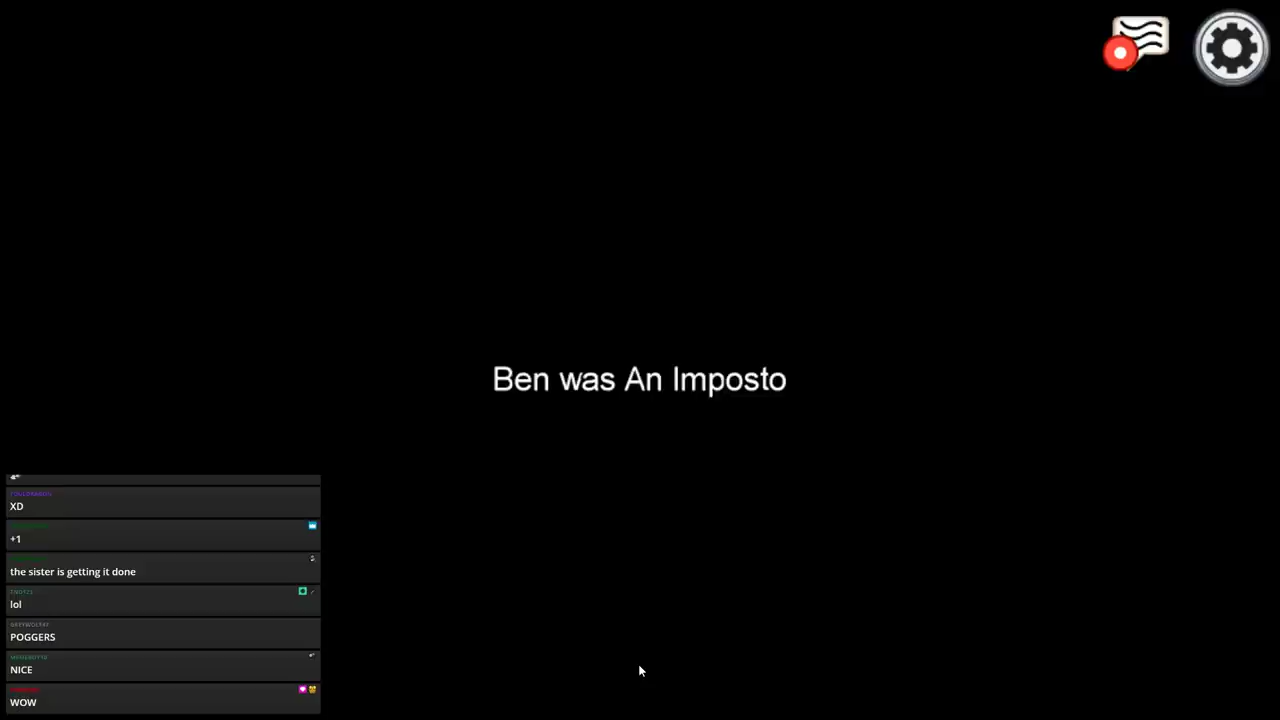 Ben was An Imposto
XD
+1
the sister is getting it done
lol
POGGERS
NICE
WOW